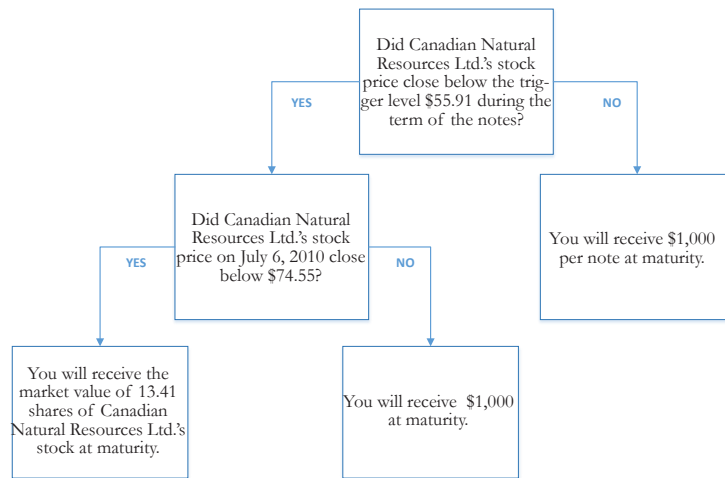 Did Canadian Natural
Resources Ltd.'s stock
price close below the trig-
ger level $55.91 during the
term of the notes?
YES
NO
Did Canadian Natural
Resources Ltd.'s stock
price on July 6, 2010 close
below $74.55?
You will receive $1,000
per note at maturity.
YES
NO
You will receive the
market value of 13.41
shares of Canadian
Natural Resources Ltd.'s
stock at maturity.
You will receive $1,000
at maturity.